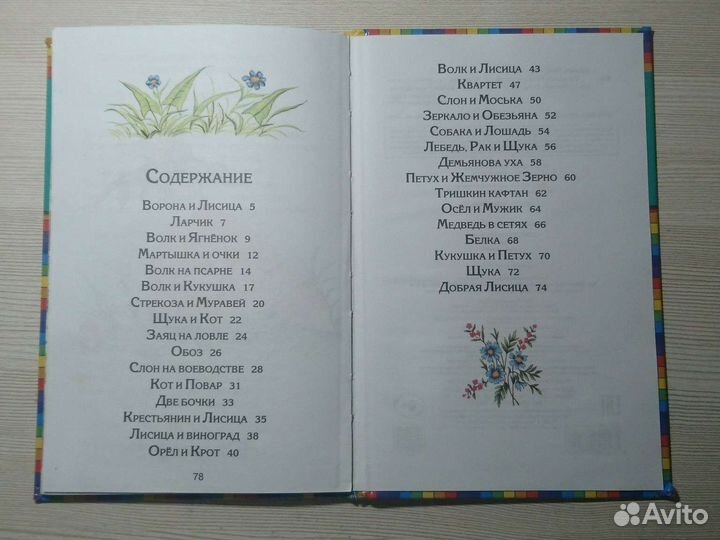 Содержание
Ворона и Лисица 5
Ларчик 7
Волк и Ягнёнок 9
Мартышка и очки 12
Волк на псарне 14
Волк и Кукушка 17
Стрекоза и Муравей 20
Щука и Кот 22
Заяц на ловле 24
Обоз 26
Слон на воеводстве 28
Кот и Повар 31
Две бочки 33
Крестьянин и Лисица 35
Лисица и виноград 38
Орёл и Крот 40
78
Волк и Лисица 43
Квартет 47
Слон и Моська 50
Зеркало и Обезьяна 52
Собака и Лошадь 54
Лебедь, Рак и Щука 56
Демьянова уха 58
Петух и Жемчужное Зерно 60
Тришкин кафтан 62
Осёл и Мужик 64
Медведь в сетях 66
Белка 68
Кукушка и Петух 70
Щука 72
Добрая Лисица 74
Avito